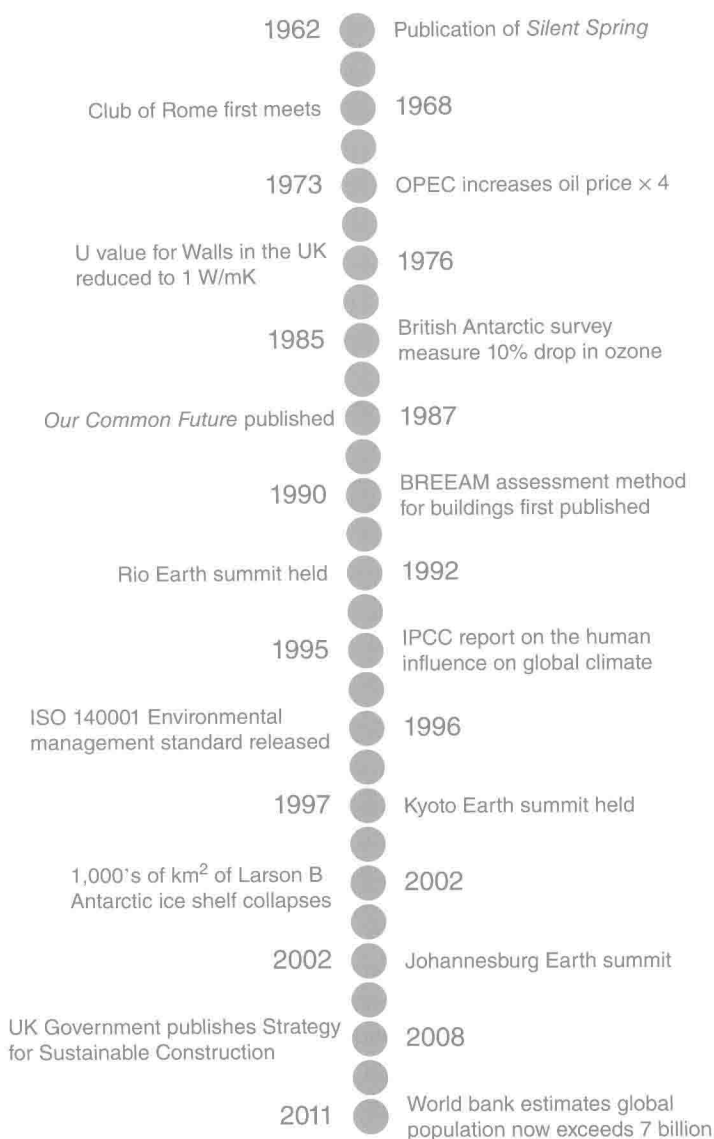 1962 Publication of Silent Spring
Club of Rome first meets 1968
1973 OPEC increases oil price × 4
U value for Walls in the UK
reduced to 1 W/mK
1976
1985
British Antarctic survey
measure 10% drop in ozone
Our Common Future published 1987
1990
BREEAM assessment method
for buildings first published
Rio Earth summit held 1992
1995
IPCC report on the human
influence on global climate
ISO 140001 Environmental
management standard released
1996
1997 Kyoto Earth summit held
1,000's of km² of Larson B
Antarctic ice shelf collapses
2002
2002 Johannesburg Earth summit
UK Government publishes Strategy
for Sustainable Construction
2008
2011
World bank estimates global
population now exceeds 7 billion